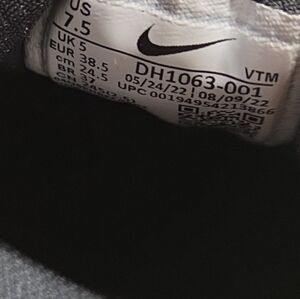 US
7.5
UK 5
EUR 38.5
cm 24.5
BR 37
VTM
DH1063-001
05/24/22 | 08/09/22
UPC 00194954213866